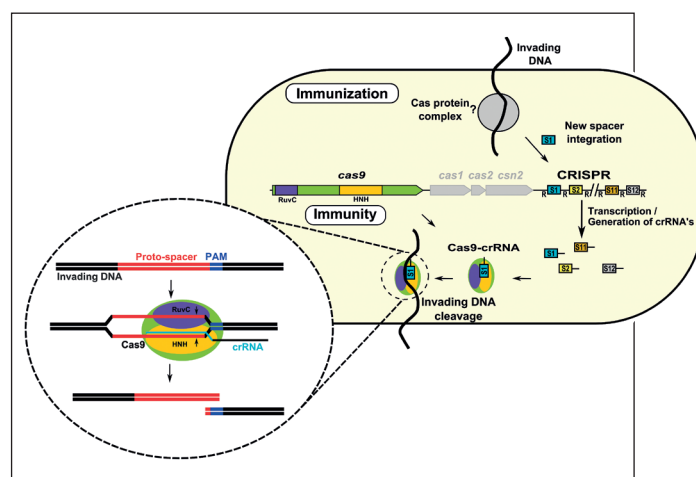 Invading
DNA
Immunization
Cas protein
complex
?
S1
New spacer
integration
cas9
cas1 cas2 csn2
CRISPR
RuvC
HNH
R S1 R S2 R R S11 R S12 R
Immunity
Transcription /
Generation of crRNA's
S11
S1
S2
S12
Cas9-crRNA
S1
S1
Invading DNA
cleavage
Proto-spacer PAM
Invading DNA
RuvC
HNH
Cas9
crRNA